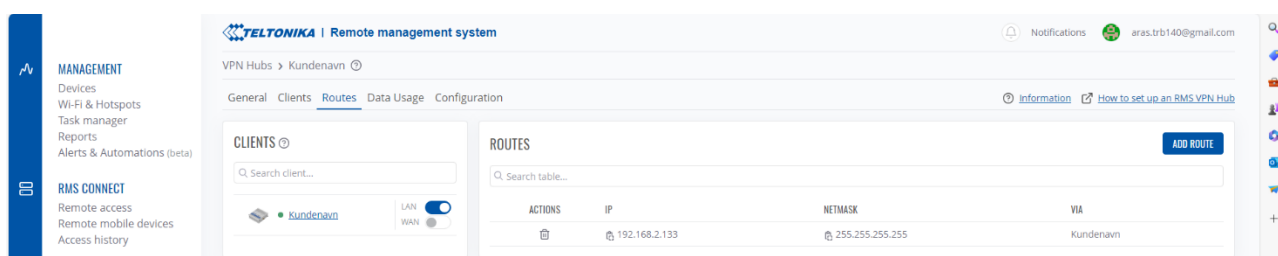 TELTONIKA | Remote management system
Notifications
aras.trb140@gmail.com
MANAGEMENT
Devices
Wi-Fi & Hotspots
Task manager
Reports
Alerts & Automations (beta)
RMS CONNECT
Remote access
Remote mobile devices
Access history
VPN Hubs > Kundenavn
General Clients Routes Data Usage Configuration
Information How to set up an RMS VPN Hub
CLIENTS
Search client...
Kundenavn
LAN
WAN
ROUTES
ADD ROUTE
Search table...
ACTIONS IP NETMASK VIA
192.168.2.133 255.255.255.255 Kundenavn